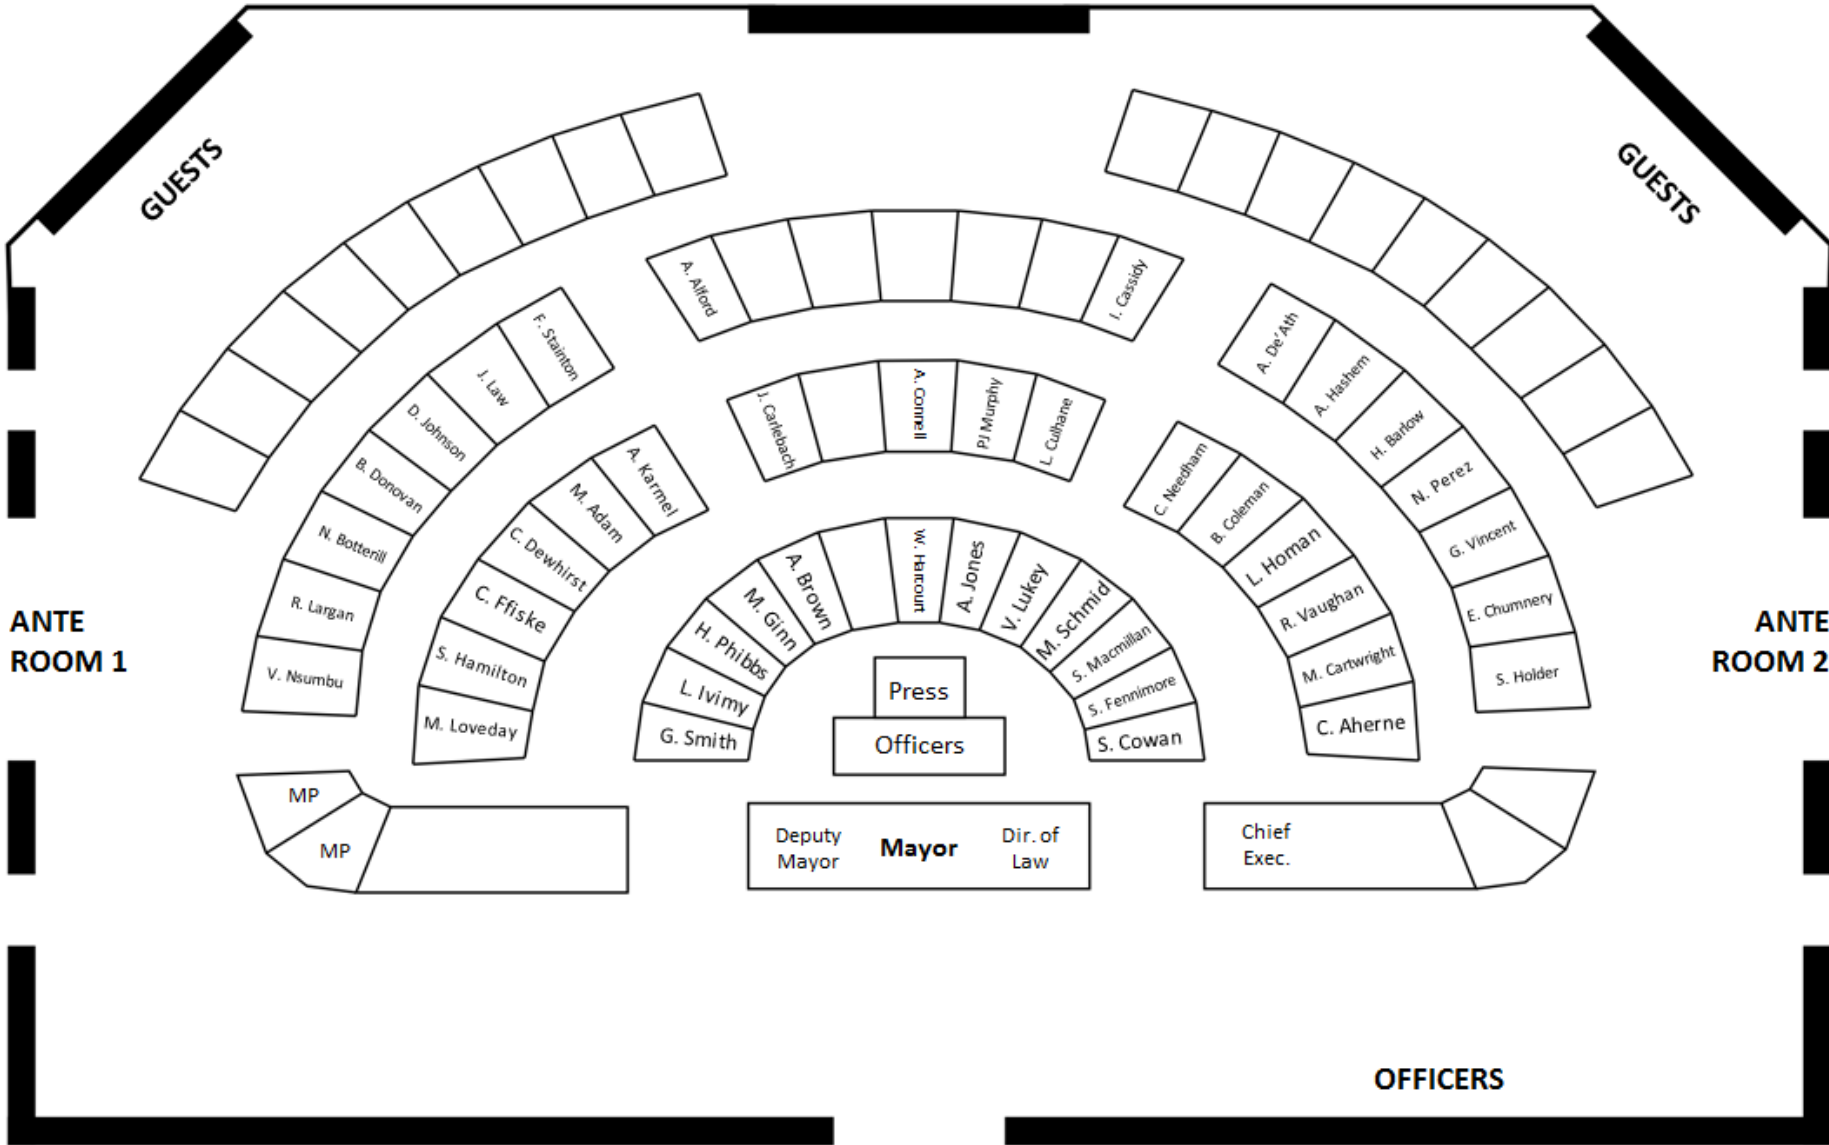 GUESTS
GUESTS
A. Alford
I. Cassidy
F. Stainton
J. Law
D. Johnson
B. Donovan
N. Botterill
R. Largan
V. Nsumbu
A. De'Ath
A. Hashem
H. Barlow
N. Perez
G. Vincent
E. Chumnery
S. Holder
J. Carlebach
A. Connell
PJ Murphy
L. Culhane
A. Karmel
M. Adam
C. Dewhirst
C. Ffiske
S. Hamilton
M. Loveday
C. Needham
B. Coleman
L. Homan
R. Vaughan
M. Cartwright
C. Aherne
G. Smith
L. Ivimy
H. Phibbs
M. Ginn
A. Brown
W. Harcourt
A. Jones
V. Lukey
M. Schmid
S. Macmillan
S. Fennimore
S. Cowan
ANTE
ROOM 1
ANTE
ROOM 2
Press
Officers
MP
MP
Deputy
Mayor
Mayor
Dir. of
Law
Chief
Exec.
OFFICERS